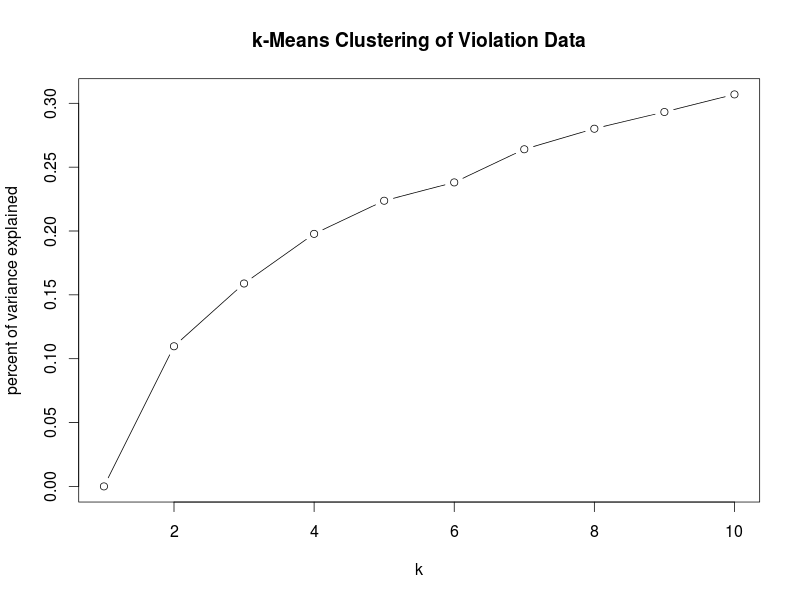 k-Means Clustering of Violation Data
percent of variance explained
0.30
0.25
0.20
0.15
0.10
0.05
0.00
2 4 6 8 10
k